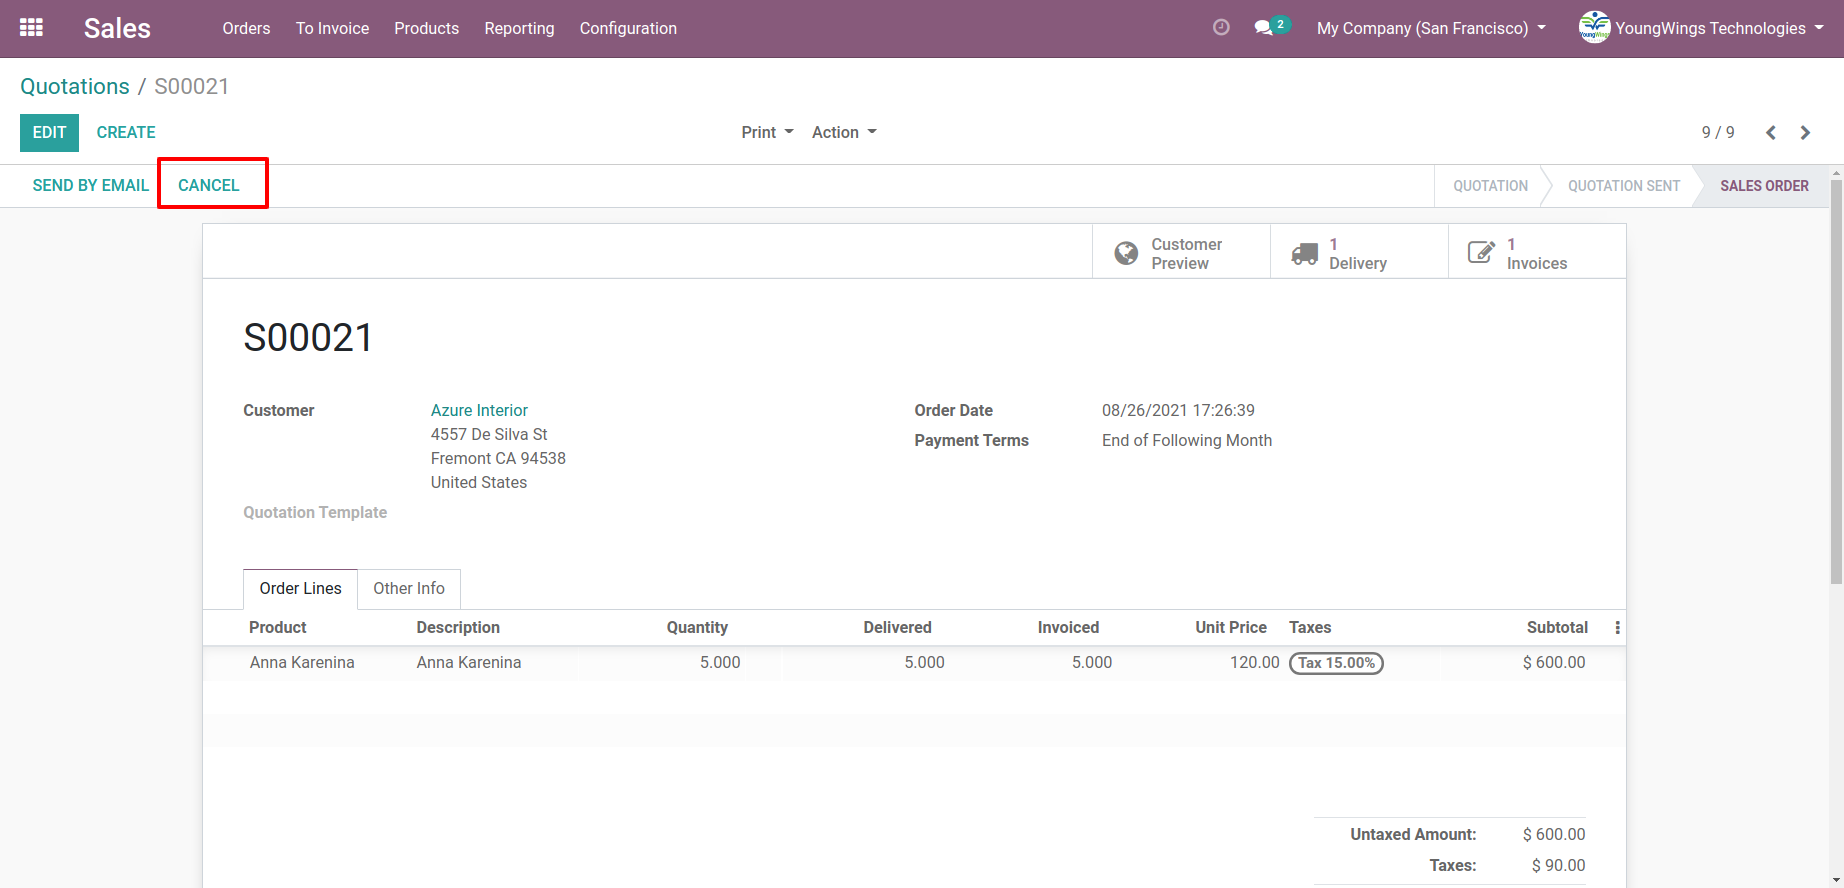 Sales Orders To Invoice Products Reporting Configuration 2 My Company (San Francisco) YoungWings Technologies
Quotations / S00021
EDIT CREATE Print Action 9 / 9
SEND BY EMAIL CANCEL QUOTATION QUOTATION SENT SALES ORDER
Customer Preview
1 Delivery
1 Invoices
S00021
Customer Azure Interior
4557 De Silva St
Fremont CA 94538
United States
Order Date 08/26/2021 17:26:39
Payment Terms End of Following Month
Quotation Template
Order Lines Other Info
Product Description Quantity Delivered Invoiced Unit Price Taxes Subtotal
Anna Karenina Anna Karenina 5.000 5.000 5.000 120.00 Tax 15.00% $ 600.00
Untaxed Amount: $ 600.00
Taxes: $ 90.00